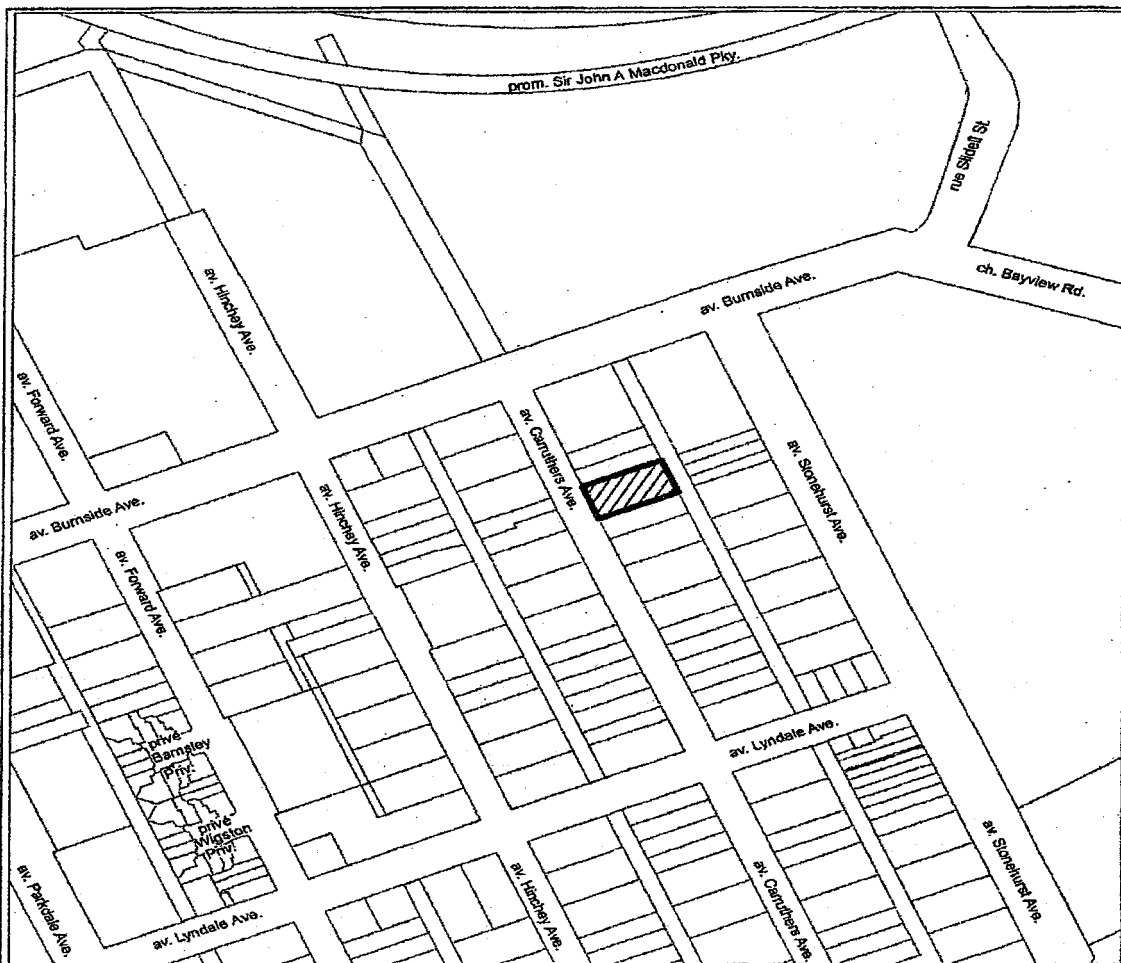 prom. Sir John A Macdonald Pky.
rue Slidell St.
ch. Bayview Rd.
av. Burnside Ave.
av. Hinchey Ave.
av. Forward Ave.
av. Carruthers Ave.
av. Stonehurst Ave.
av. Hinchey Ave.
av. Burnside Ave.
av. Forward Ave.
av. Lyndale Ave.
privé
Barnsley
Priv.
privé
Wigston
Priv.
av. Parkdale Ave.
av. Lyndale Ave.
av. Hinchey Ave.
av. Carruthers Ave.
av. Stonehurst Ave.